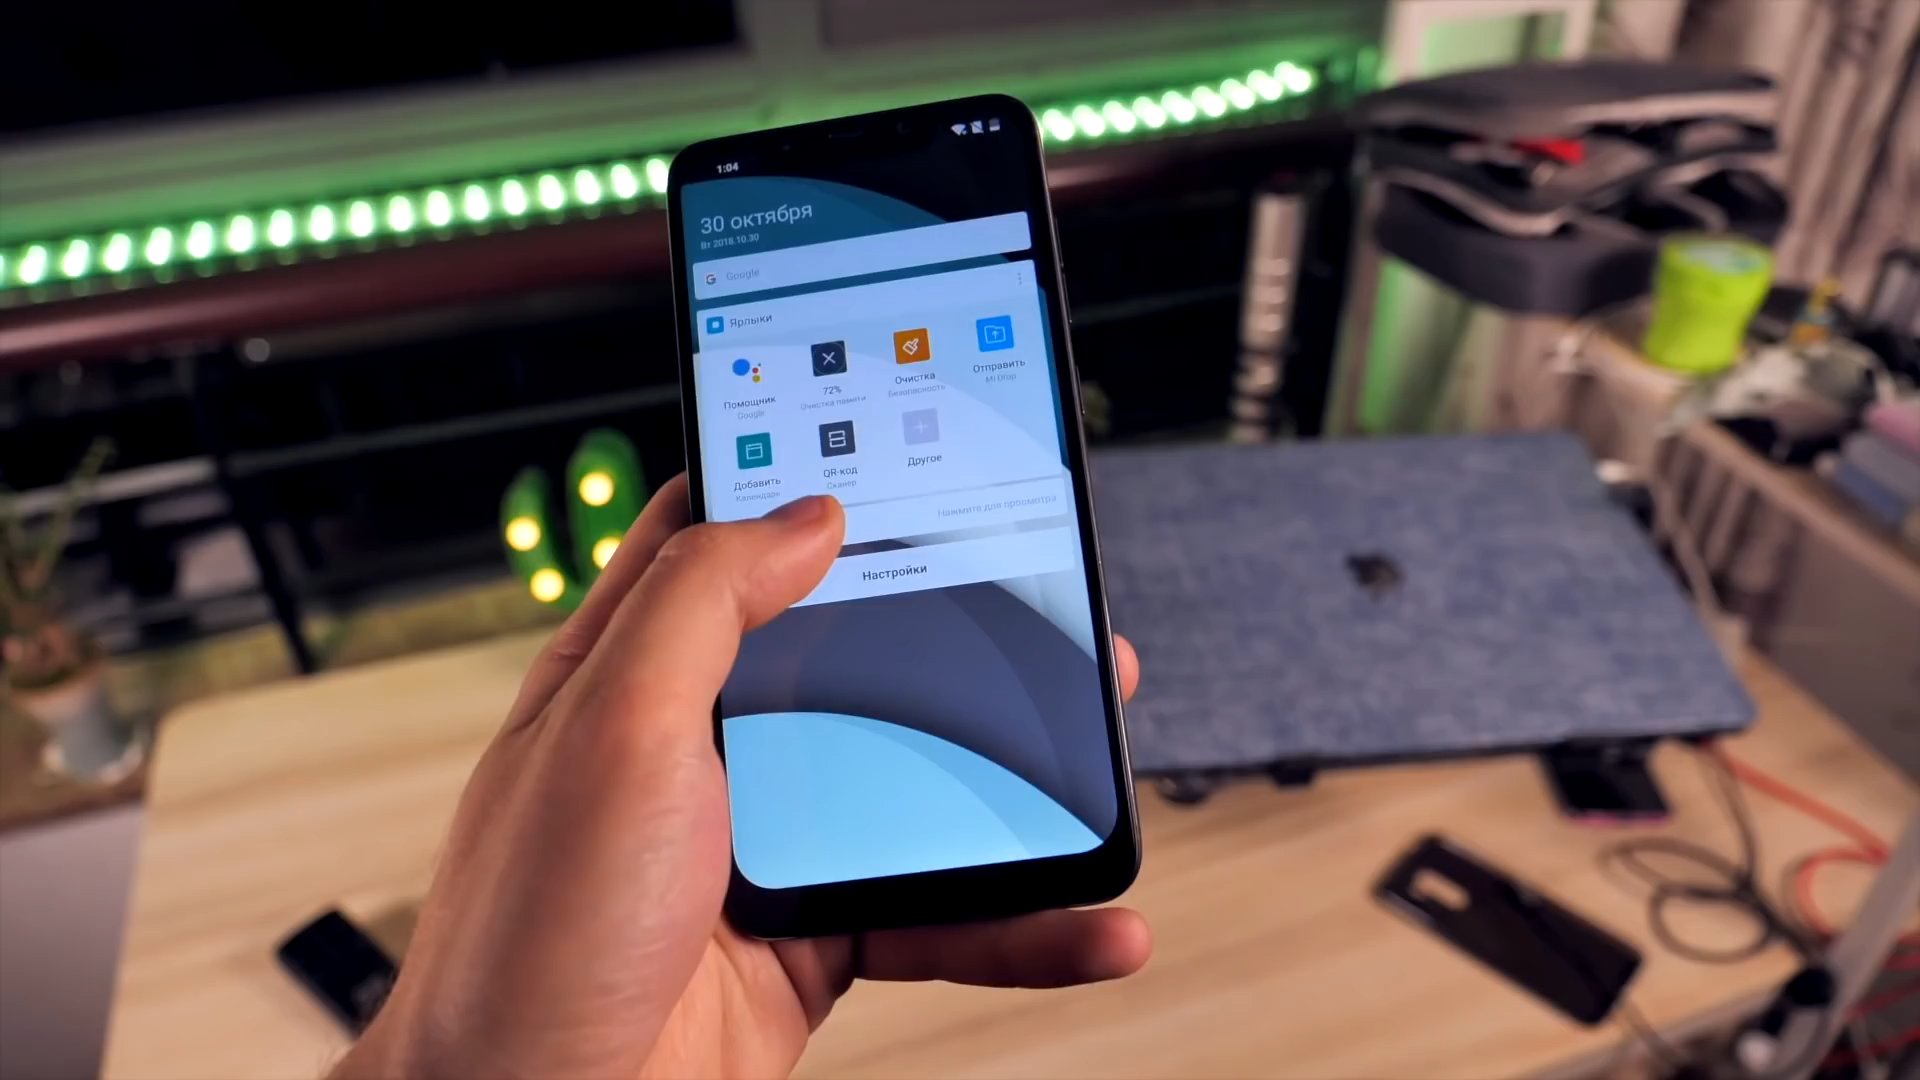 1:04
30 октября
Вт 2018.10.30
Google
Ярлыки
Помощник
Google
72%
Очистка памяти
Очистка
Безопасность
Отправить
Mi Drop
Добавить
Календарь
QR-код
Сканер
Другое
Нажмите для просмотра
Настройки